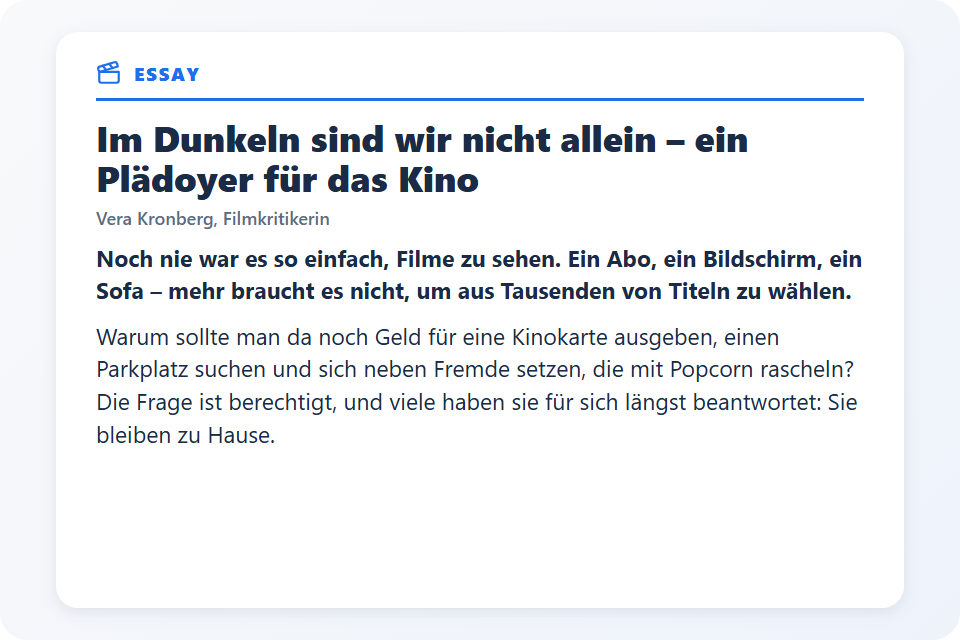 ESSAY
Im Dunkeln sind wir nicht allein – ein
Plädoyer für das Kino
Vera Kronberg, Filmkritikerin
Noch nie war es so einfach, Filme zu sehen. Ein Abo, ein Bildschirm, ein
Sofa – mehr braucht es nicht, um aus Tausenden von Titeln zu wählen.
Warum sollte man da noch Geld für eine Kinokarte ausgeben, einen
Parkplatz suchen und sich neben Fremde setzen, die mit Popcorn rascheln?
Die Frage ist berechtigt, und viele haben sie für sich längst beantwortet: Sie
bleiben zu Hause.